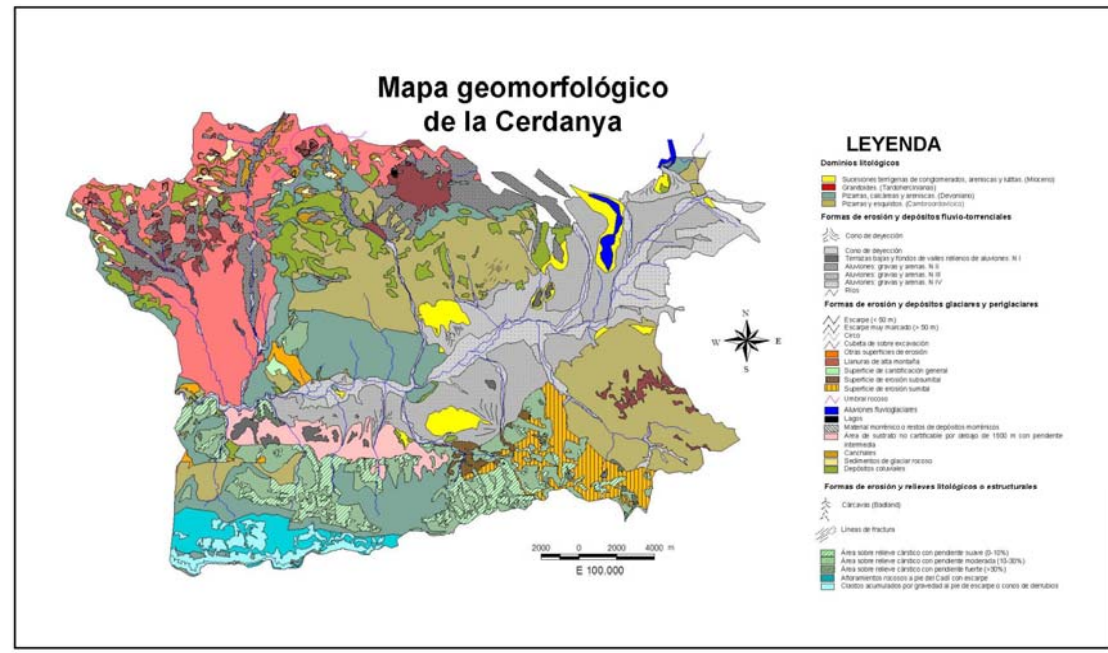 Mapa geomorfológico
de la Cerdanya
LEYENDA
Dominios litológicos
Sucesiones terrígenas de conglomerados, areniscas y lutitas. (Mioceno)
Granitoides. (Tardohercinianas)
Pizarras, calcáreas y areniscas. (Devoniano)
Pizarras y esquistos. (Cambroordovícico)
Formas de erosión y depósitos fluvio-torrenciales
Cono de deyección
Cono de deyección
Terrazas bajas y fondos de valles rellenos de aluviones. N I
Aluviones: gravas y arenas. N II
Aluviones: gravas y arenas. N III
Aluviones: gravas y arenas. N IV
Ríos
Formas de erosión y depósitos glaciares y periglaciares
Escarpe (< 50 m)
Escarpe muy marcado (> 50 m)
Circo
Cubeta de sobre excavación
Otras superficies de erosión
Llanuras de alta montaña
Superficie de carstificación general
Superficie de erosión subsumital
Superficie de erosión sumital
Umbral rocoso
Aluviones fluvioglaciares
Lagos
Material morrénico o restos de depósitos morrénicos
Área de sustrato no carstificable por debajo de 1600 m con pendiente
intermedia
Canchales
Sedimentos de glaciar rocoso
Depósitos coluviales
Formas de erosión y relieves litológicos o estructurales
Cárcavas (Badland)
Líneas de fractura
Área sobre relieve cárstico con pendiente suave (0-10%)
Área sobre relieve cárstico con pendiente moderada (10-30%)
Área sobre relieve cárstico con pendiente fuerte (>30%)
Afloramientos rocosos a pie del Cadí con escarpe
Clastos acumulados por gravedad al pie de escarpe o conos de derrubios
N
W E
S
2000 0 2000 4000 m
E 100.000